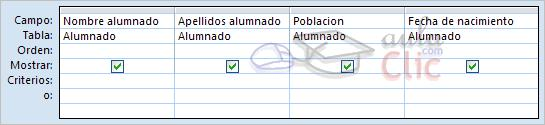 Campo: Nombre alumnado Apellidos alumnado Poblacion Fecha de nacimiento
Tabla: Alumnado Alumnado Alumnado Alumnado
Orden:
Mostrar:
Criterios:
o:
aula
.com
Clic